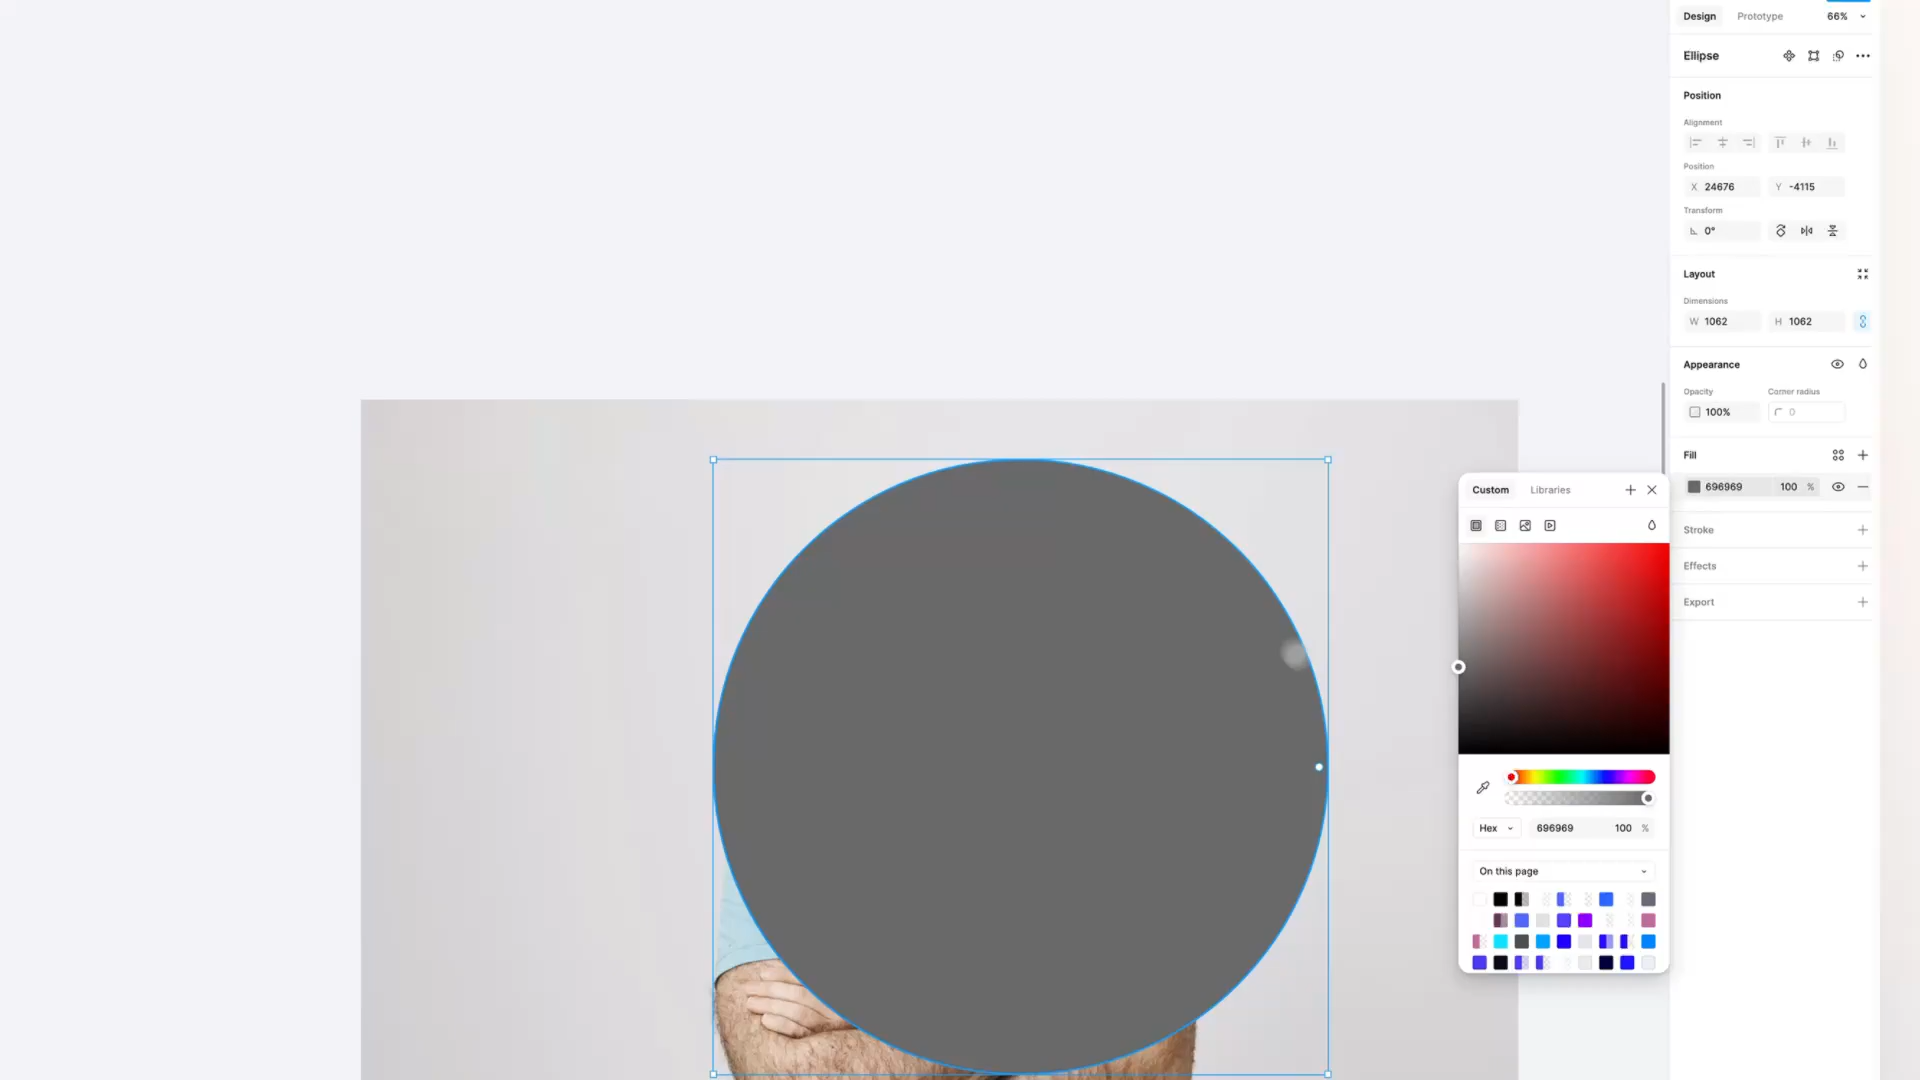 Design Prototype 66%
Ellipse
Position
Alignment
Position
X 24676 Y -4115
Transform
0°
Layout
Dimensions
W 1062 H 1062
Appearance
Opacity Corner radius
100% 0
Fill
696969 100 %
Stroke
Effects
Export
Custom Libraries
Hex 696969 100 %
On this page